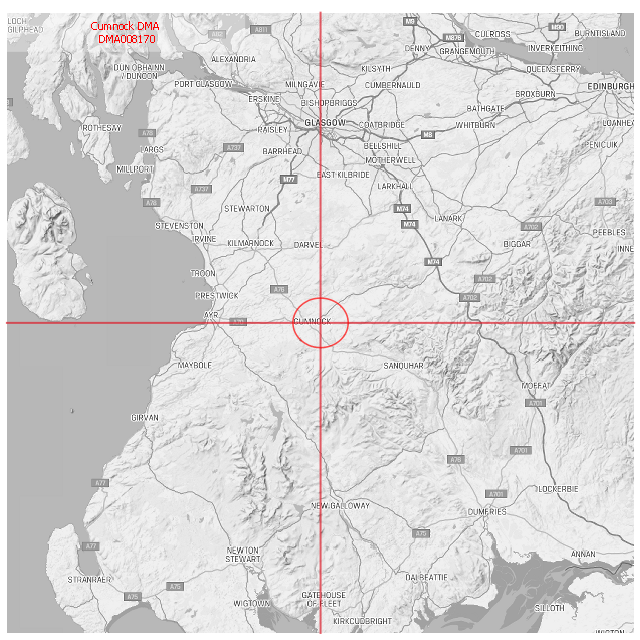 LOCH
GILPHEAD
Cumnock DMA
DMA008170
A82
A811
M9
M876
CULROSS
M90
BURNTISLAND
ALEXANDRIA
DENNY
GRANGEMOUTH
INVERKEITHING
DUN OBHAINN
/ DUNOON
PORT GLASGOW
MILNGAVIE
KILSYTH
CUMBERNAULD
QUEENSFERRY
ERSKINE
BISHOPBRIGGS
BROXBURN
EDINBURGH
BATHGATE
GLASGOW
COATBRIDGE
WHITBURN
LOANHEA
ROTHESAY
A78
PAISLEY
M8
LARGS
A737
BARRHEAD
BELLSHILL
PENICUIK
MOTHERWELL
MILLPORT
M77
EAST KILBRIDE
LARKHALL
A737
A78
STEWARTON
M74
A703
LANARK
STEVENSTON
M74
A702
PEEBLES
IRVINE
KILMARNOCK
DARVEL
BIGGAR
INNE
M74
TROON
A702
A76
PRESTWICK
A702
AYR
CUMNOCK
MAYBOLE
SANQUHAR
MOFFAT
A701
GIRVAN
A701
A76
A77
LOCKERBIE
A701
NEW GALLOWAY
DUMFRIES
A75
A77
NEWTON
STEWART
ANNAN
STRANRAER
DALBEATTIE
A75
A75
GATEHOUSE
OF FLEET
WIGTOWN
SILLOTH
KIRKCUDBRIGHT
WIGTON